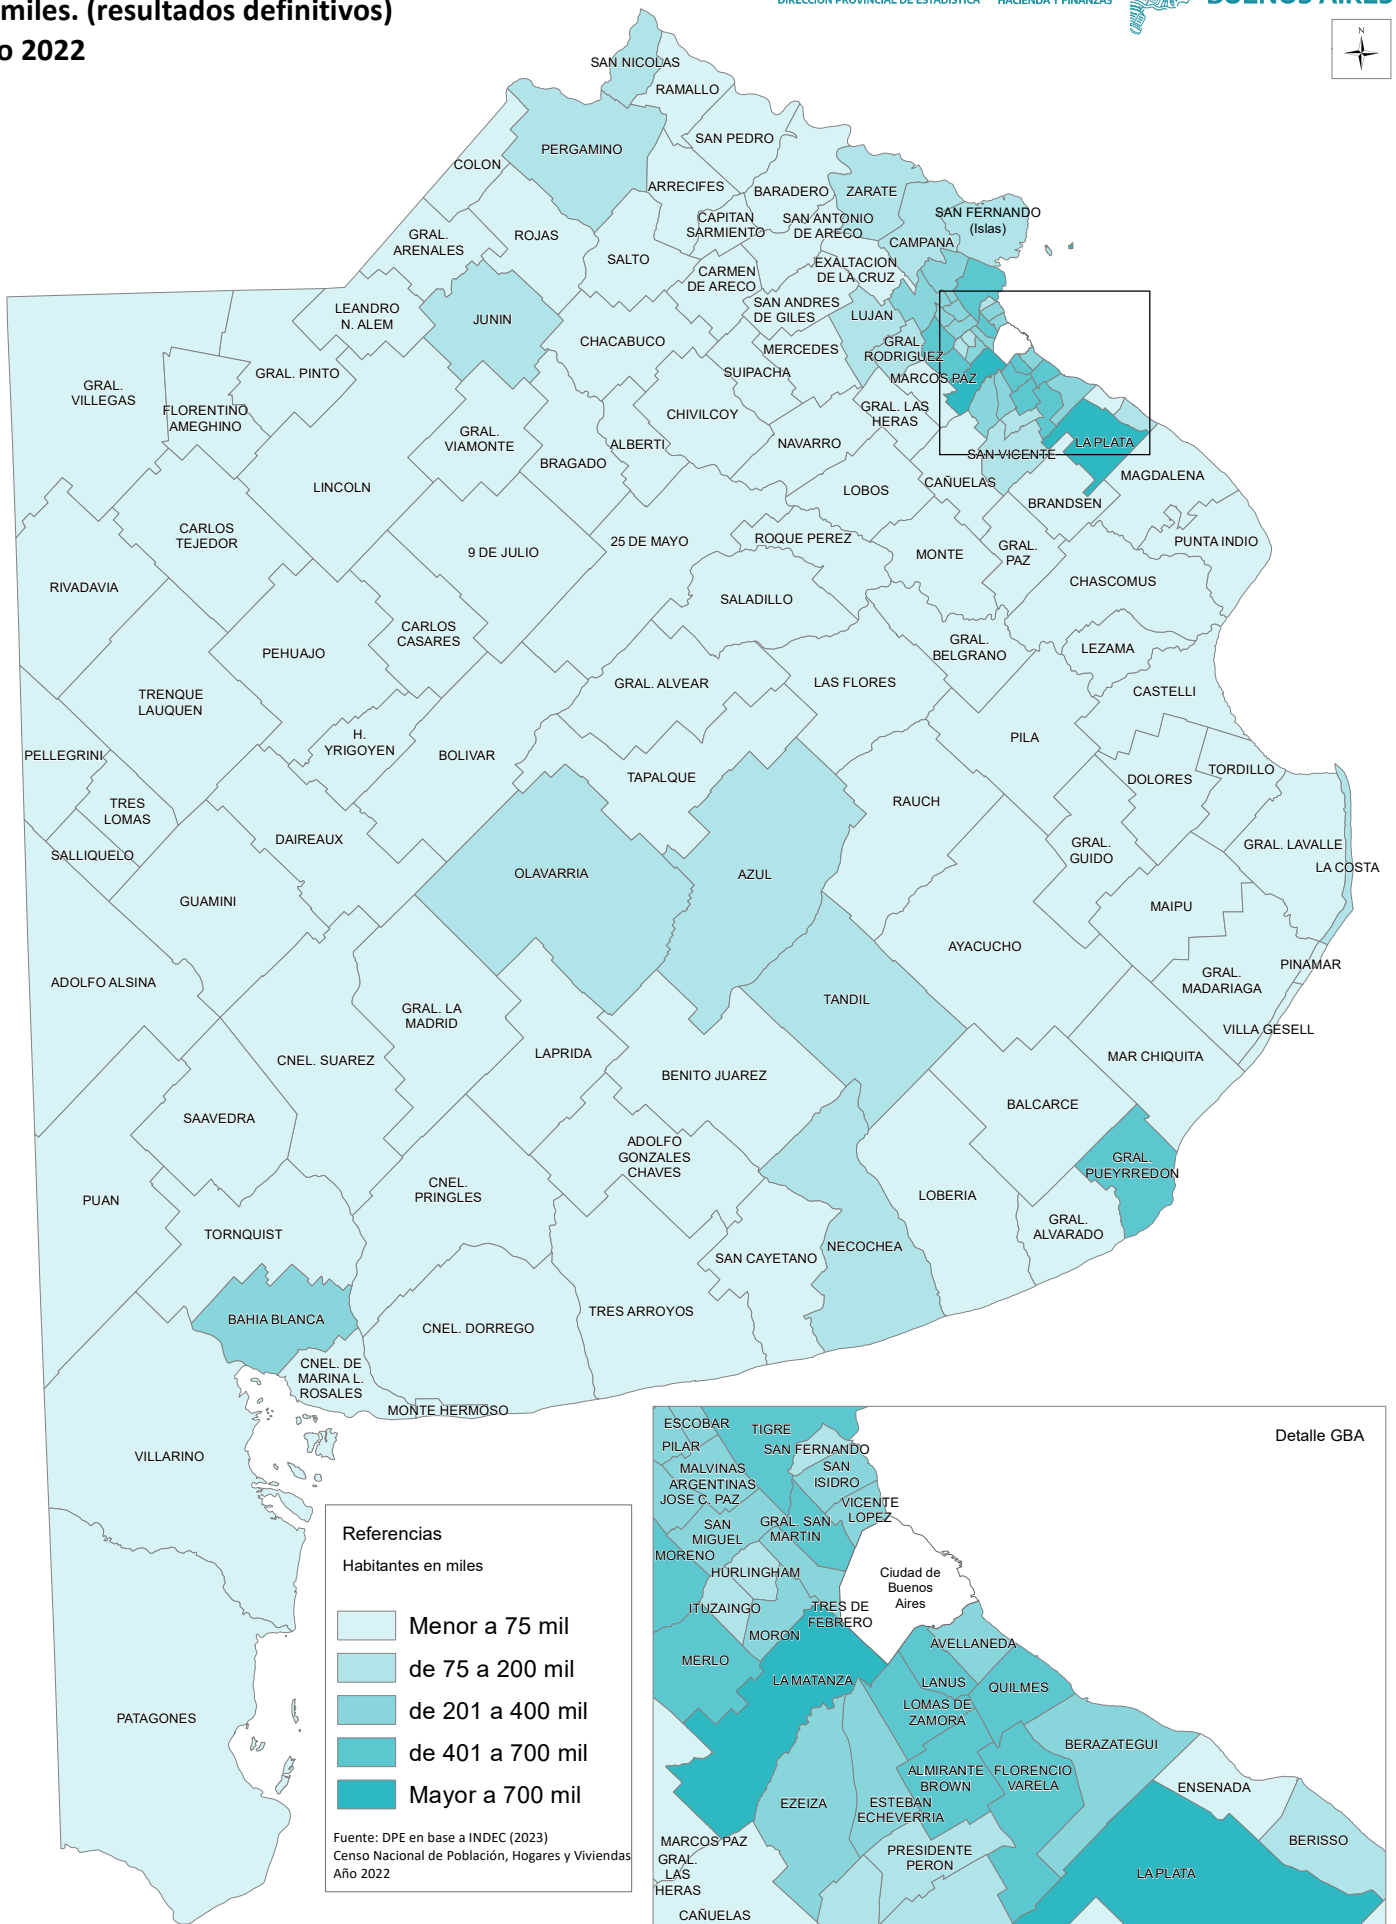 miles. (resultados definitivos)
o 2022
DIRECCIÓN PROVINCIAL DE ESTADÍSTICA
HACIENDA Y FINANZAS
BUENOS AIRES
N
SAN NICOLAS
RAMALLO
SAN PEDRO
PERGAMINO
COLON
ARRECIFES
BARADERO
ZARATE
CAPITAN
SARMIENTO
SAN ANTONIO
DE ARECO
SAN FERNANDO
(Islas)
CAMPANA
GRAL.
ARENALES
ROJAS
SALTO
CARMEN
DE ARECO
EXALTACION
DE LA CRUZ
LEANDRO
N. ALEM
JUNIN
SAN ANDRES
DE GILES
LUJAN
CHACABUCO
MERCEDES
GRAL.
RODRIGUEZ
SUIPACHA
MARCOS PAZ
GRAL.
VILLEGAS
GRAL. PINTO
FLORENTINO
AMEGHINO
CHIVILCOY
GRAL. LAS
HERAS
GRAL.
VIAMONTE
ALBERTI
NAVARRO
LA PLATA
BRAGADO
SAN VICENTE
LINCOLN
LOBOS
CAÑUELAS
MAGDALENA
BRANDSEN
CARLOS
TEJEDOR
9 DE JULIO
25 DE MAYO
ROQUE PEREZ
MONTE
GRAL.
PAZ
PUNTA INDIO
RIVADAVIA
CHASCOMUS
SALADILLO
CARLOS
CASARES
PEHUAJO
GRAL.
BELGRANO
LEZAMA
GRAL. ALVEAR
LAS FLORES
CASTELLI
TRENQUE
LAUQUEN
H.
YRIGOYEN
PILA
PELLEGRINI
BOLIVAR
TAPALQUE
DOLORES
TORDILLO
TRES
LOMAS
RAUCH
DAIREAUX
GRAL.
GUIDO
GRAL. LAVALLE
SALLIQUELO
LA COSTA
OLAVARRIA
AZUL
GUAMINI
MAIPU
AYACUCHO
PINAMAR
ADOLFO ALSINA
GRAL.
MADARIAGA
TANDIL
GRAL. LA
MADRID
VILLA GESELL
CNEL. SUAREZ
LAPRIDA
MAR CHIQUITA
BENITO JUAREZ
BALCARCE
SAAVEDRA
ADOLFO
GONZALES
CHAVES
GRAL.
PUEYRREDON
CNEL.
PRINGLES
PUAN
LOBERIA
GRAL.
ALVARADO
TORNQUIST
NECOCHEA
SAN CAYETANO
TRES ARROYOS
BAHIA BLANCA
CNEL. DORREGO
CNEL. DE
MARINA L.
ROSALES
MONTE HERMOSO
VILLARINO
PATAGONES
Referencias
Habitantes en miles
Menor a 75 mil
de 75 a 200 mil
de 201 a 400 mil
de 401 a 700 mil
Mayor a 700 mil
Fuente: DPE en base a INDEC (2023)
Censo Nacional de Población, Hogares y Viviendas
Año 2022
Detalle GBA
ESCOBAR
TIGRE
PILAR
SAN FERNANDO
MALVINAS
ARGENTINAS
SAN
ISIDRO
JOSE C. PAZ
VICENTE
LOPEZ
SAN
MIGUEL
GRAL. SAN
MARTIN
MORENO
HURLINGHAM
Ciudad de
Buenos
Aires
ITUZAINGO
TRES DE
FEBRERO
MORON
AVELLANEDA
MERLO
LA MATANZA
LANUS
QUILMES
LOMAS DE
ZAMORA
BERAZATEGUI
ALMIRANTE
BROWN
FLORENCIO
VARELA
ENSENADA
EZEIZA
ESTEBAN
ECHEVERRIA
BERISSO
MARCOS PAZ
PRESIDENTE
PERON
GRAL.
LAS
HERAS
LA PLATA
CAÑUELAS